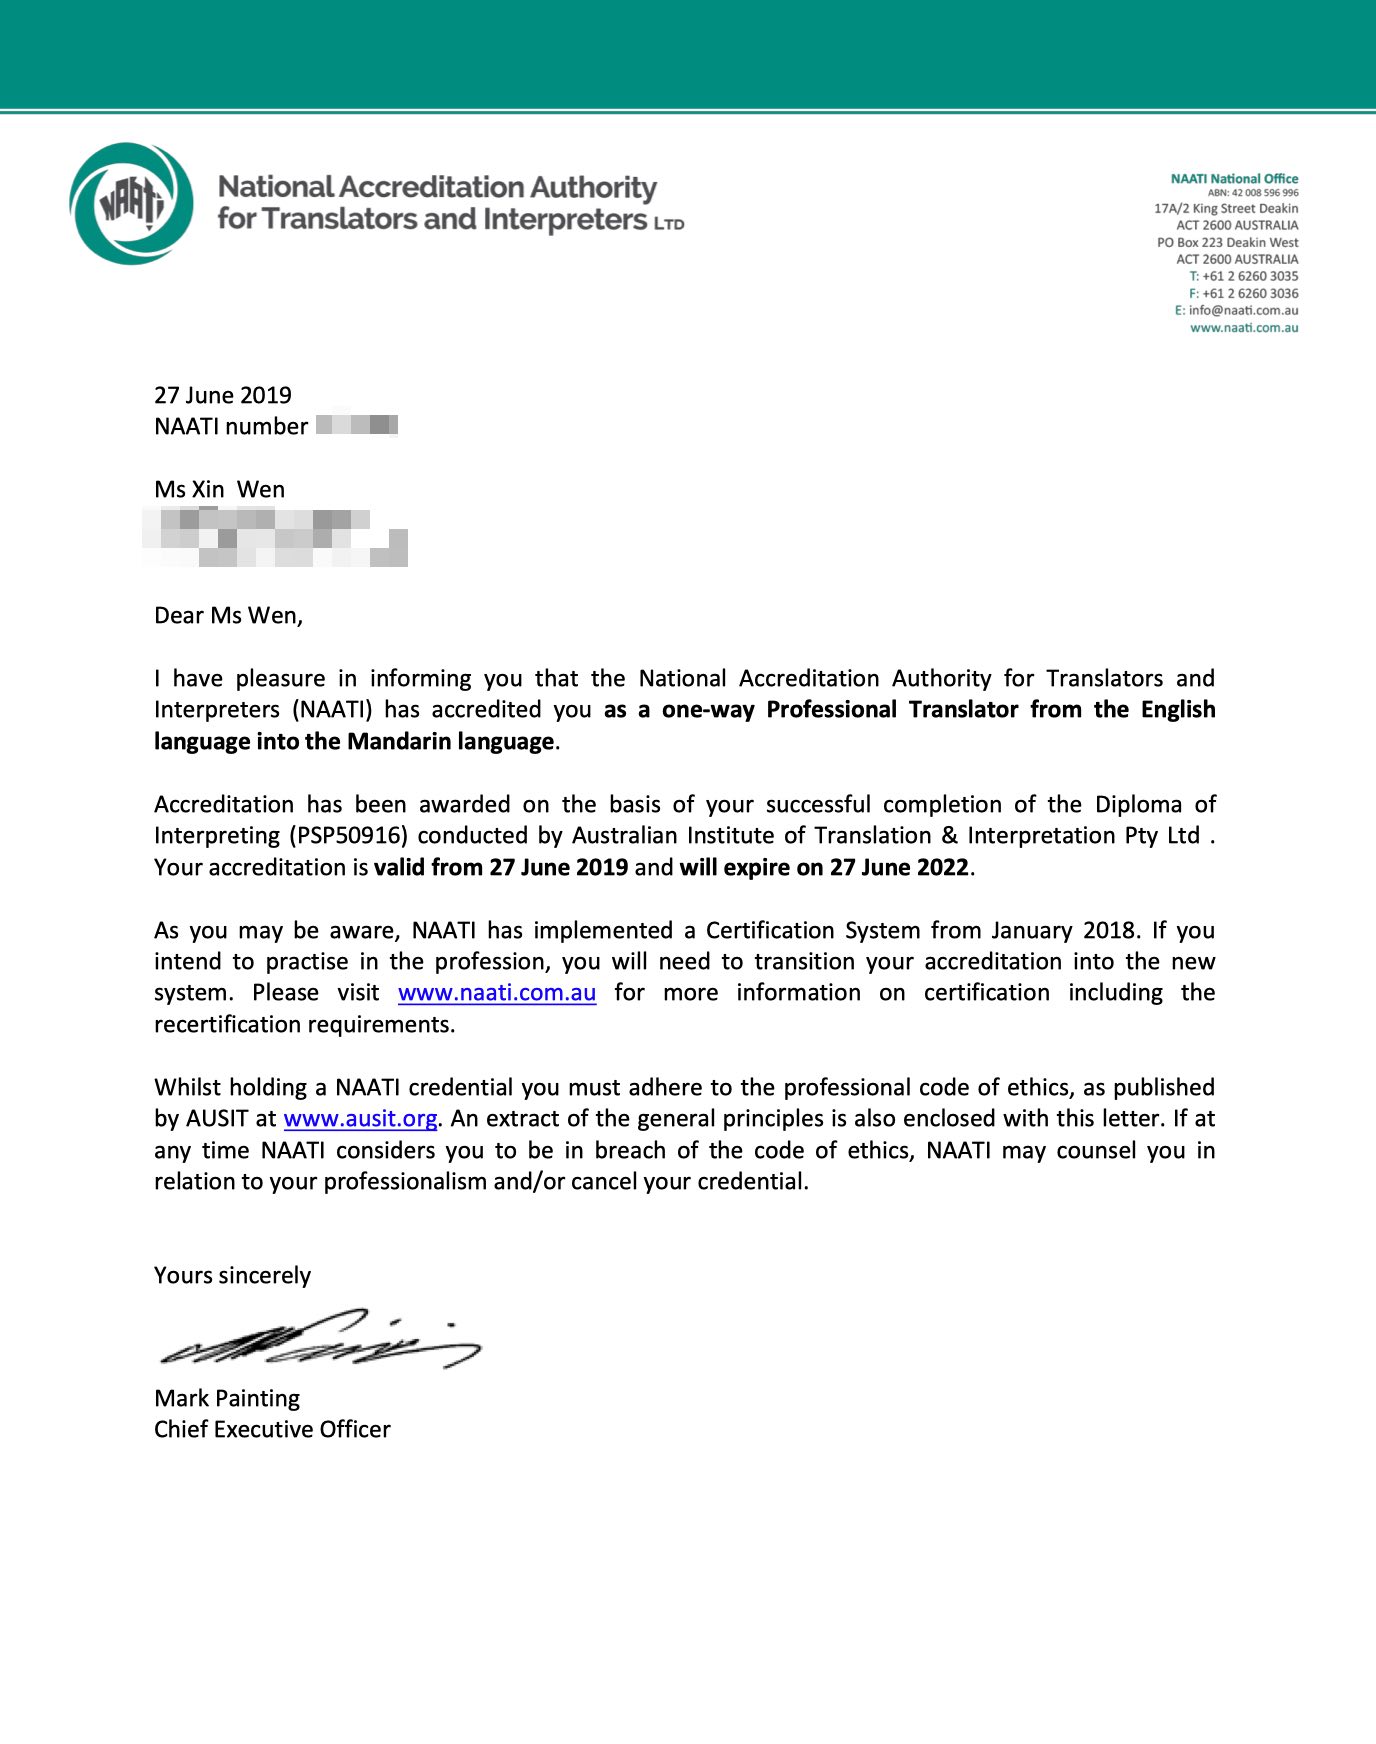 NAATI
National Accreditation Authority
for Translators and Interpreters LTD
NAATI National Office
ABN: 42 008 596 996
17A/2 King Street Deakin
ACT 2600 AUSTRALIA
PO Box 223 Deakin West
ACT 2600 AUSTRALIA
T: +61 2 6260 3035
F: +61 2 6260 3036
E: info@naati.com.au
www.naati.com.au
27 June 2019
NAATI number
Ms Xin  Wen
Dear Ms Wen,
I have pleasure in informing you that the National Accreditation Authority for Translators and
Interpreters (NAATI) has accredited you as a one-way Professional Translator from the English
language into the Mandarin language.
Accreditation has been awarded on the basis of your successful completion of the Diploma of
Interpreting (PSP50916) conducted by Australian Institute of Translation & Interpretation Pty Ltd .
Your accreditation is valid from 27 June 2019 and will expire on 27 June 2022.
As you may be aware, NAATI has implemented a Certification System from January 2018. If you
intend to practise in the profession, you will need to transition your accreditation into the new
system. Please visit www.naati.com.au for more information on certification including the
recertification requirements.
Whilst holding a NAATI credential you must adhere to the professional code of ethics, as published
by AUSIT at www.ausit.org. An extract of the general principles is also enclosed with this letter. If at
any time NAATI considers you to be in breach of the code of ethics, NAATI may counsel you in
relation to your professionalism and/or cancel your credential.
Yours sincerely
Mark Painting
Chief Executive Officer